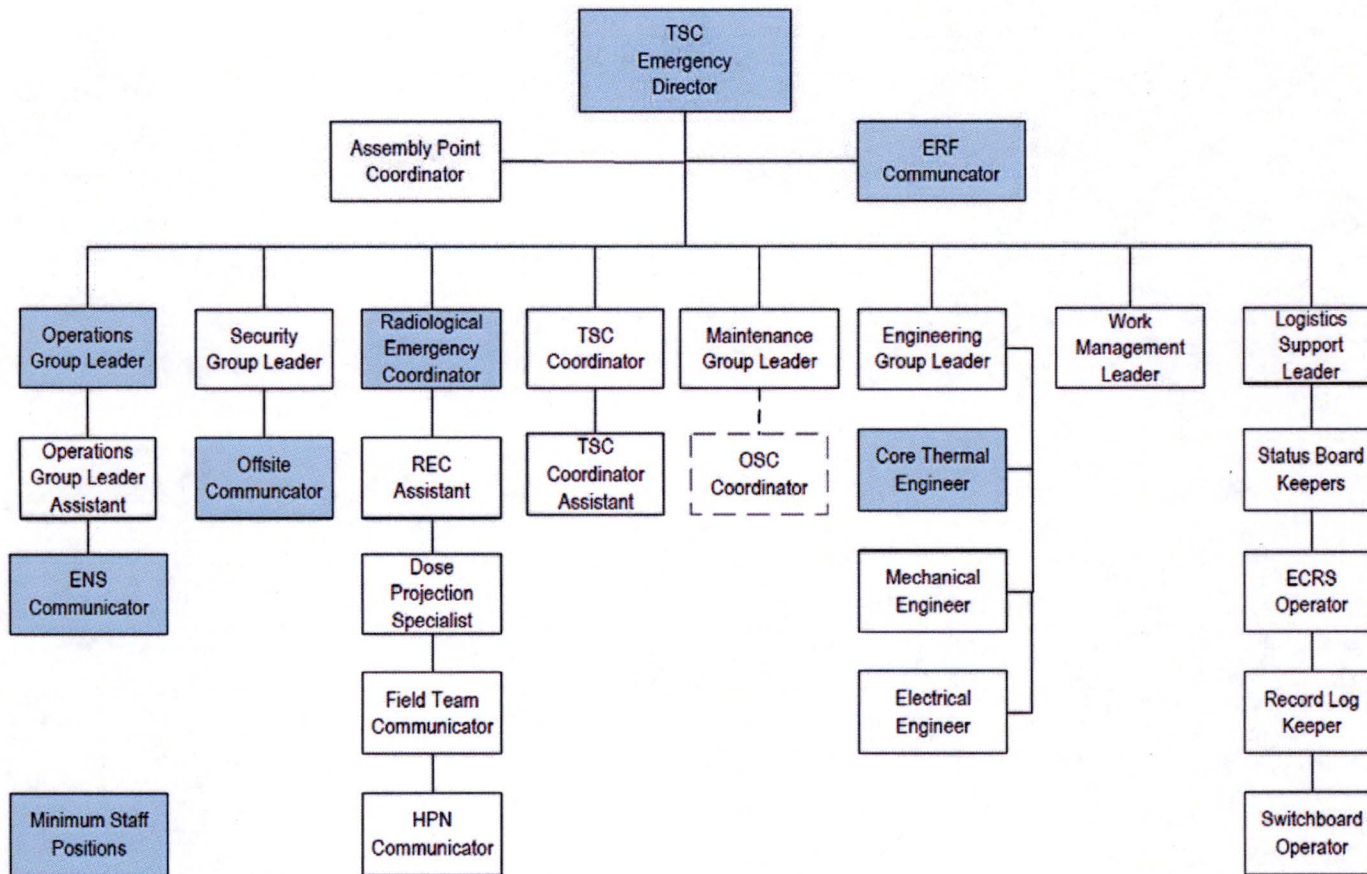 TSC
Emergency
Director
Assembly Point
Coordinator
ERF
Communcator
Operations
Group Leader
Security
Group Leader
Radiological
Emergency
Coordinator
TSC
Coordinator
Maintenance
Group Leader
Engineering
Group Leader
Work
Management
Leader
Logistics
Support
Leader
Operations
Group Leader
Assistant
Offsite
Communcator
REC
Assistant
TSC
Coordinator
Assistant
OSC
Coordinator
Core Thermal
Engineer
Status Board
Keepers
ENS
Communicator
Dose
Projection
Specialist
Mechanical
Engineer
ECRS
Operator
Field Team
Communicator
Electrical
Engineer
Record Log
Keeper
Minimum Staff
Positions
HPN
Communicator
Switchboard
Operator